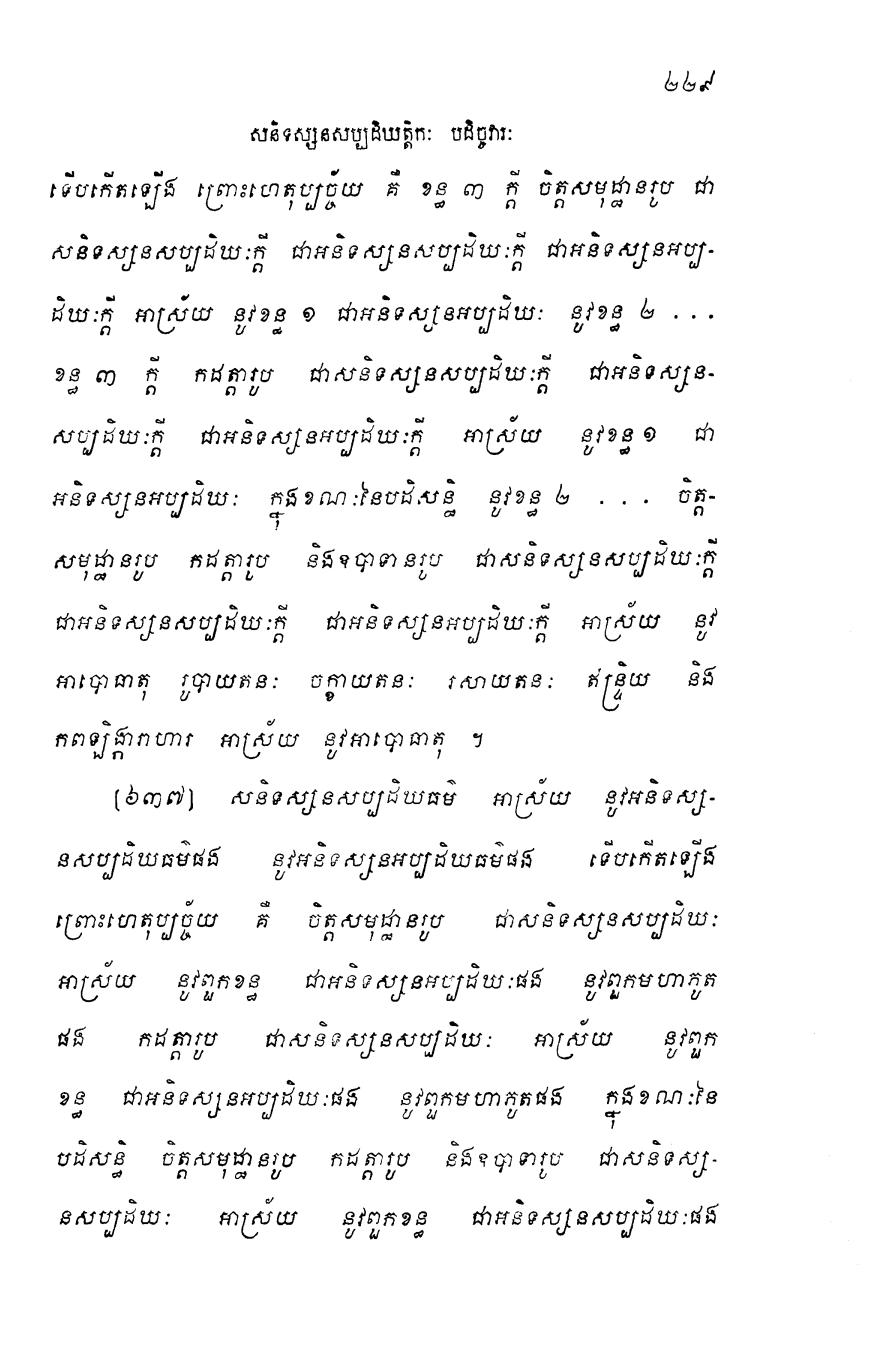 ២២៩
សនិទស្សនសប្បដិឃត្តិកៈ បដិច្ចវារៈ
ទើបកើតឡើង ព្រោះហេតុប្បច្ច័យ គឺ ខន្ធ ៣ ក្តី ចិត្តសមុដ្ឋានរូប ជា
សនិទស្សនសប្បដិឃៈក្តី ជាអនិទស្សនសប្បដិឃៈក្តី ជាអនិទស្សនអប្ប-
ដិឃៈក្តី អាស្រ័យ នូវខន្ធ ១ ជាអនិទស្សនអប្បដិឃៈ នូវខន្ធ ២ . . .
ខន្ធ ៣ ក្តី កដត្តារូប ជាសនិទស្សនសប្បដិឃៈក្តី ជាអនិទស្សន-
សប្បដិឃៈក្តី ជាអនិទស្សនអប្បដិឃៈក្តី អាស្រ័យ នូវខន្ធ ១ ជា
អនិទស្សនអប្បដិឃៈ ក្នុងខណៈនៃបដិសន្ធិ នូវខន្ធ ២ . . . ចិត្ត-
សមុដ្ឋានរូប កដត្តារូប និងឧបាទានរូប ជាសនិទស្សនសប្បដិឃៈក្តី
ជាអនិទស្សនសប្បដិឃៈក្តី ជាអនិទស្សនអប្បដិឃៈក្តី អាស្រ័យ នូវ
អាបោធាតុ រូបាយតនៈ ចក្ខាយតនៈ រសាយតនៈ ឥន្ទ្រិយ និង
កពឡិង្ការាហារ អាស្រ័យ នូវអាបោធាតុ ។
[៦៣៧] សនិទស្សនសប្បដិឃធម៌ អាស្រ័យ នូវអនិទស្ស-
នសប្បដិឃធម៌ផង នូវអនិទស្សនអប្បដិឃធម៌ផង ទើបកើតឡើង
ព្រោះហេតុប្បច្ច័យ គឺ ចិត្តសមុដ្ឋានរូប ជាសនិទស្សនសប្បដិឃៈ
អាស្រ័យ នូវពួកខន្ធ ជាអនិទស្សនអប្បដិឃៈផង នូវពួកមហាភូត
ផង កដត្តារូប ជាសនិទស្សនសប្បដិឃៈ អាស្រ័យ នូវពួក
ខន្ធ ជាអនិទស្សនអប្បដិឃៈផង នូវពួកមហាភូតផង ក្នុងខណៈនៃ
បដិសន្ធិ ចិត្តសមុដ្ឋានរូប កដត្តារូប និងឧបាទារូប ជាសនិទស្ស-
នសប្បដិឃៈ អាស្រ័យ នូវពួកខន្ធ ជាអនិទស្សនសប្បដិឃៈផង